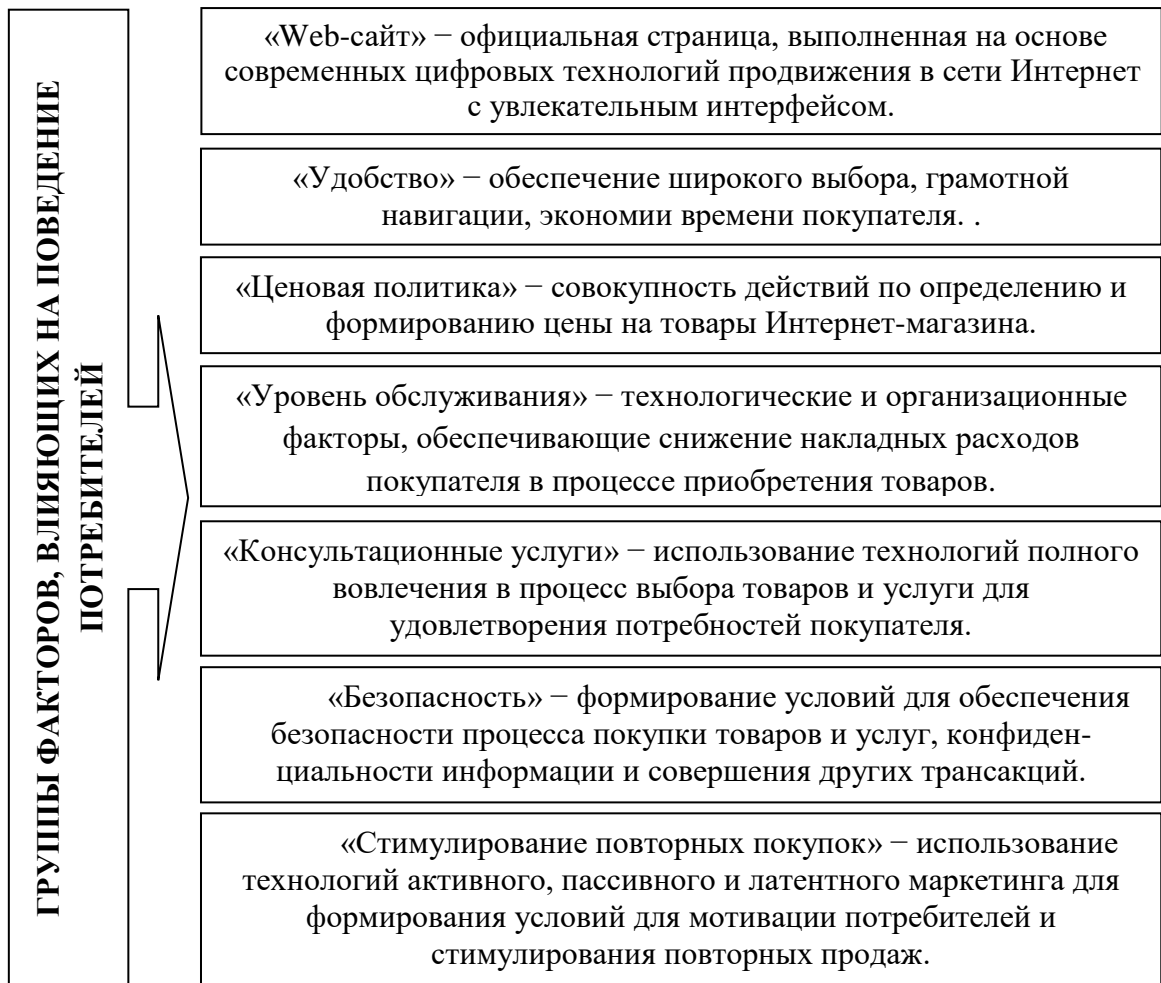 ГРУППЫ ФАКТОРОВ, ВЛИЯЮЩИХ НА ПОВЕДЕНИЕ
ПОТРЕБИТЕЛЕЙ
«Web-сайт» − официальная страница, выполненная на основе
современных цифровых технологий продвижения в сети Интернет
с увлекательным интерфейсом.
«Удобство» − обеспечение широкого выбора, грамотной
навигации, экономии времени покупателя. .
«Ценовая политика» − совокупность действий по определению и
формированию цены на товары Интернет-магазина.
«Уровень обслуживания» − технологические и организационные
факторы, обеспечивающие снижение накладных расходов
покупателя в процессе приобретения товаров.
«Консультационные услуги» − использование технологий полного
вовлечения в процесс выбора товаров и услуги для
удовлетворения потребностей покупателя.
«Безопасность» − формирование условий для обеспечения
безопасности процесса покупки товаров и услуг, конфиден-
циальности информации и совершения других трансакций.
«Стимулирование повторных покупок» − использование
технологий активного, пассивного и латентного маркетинга для
формирования условий для мотивации потребителей и
стимулирования повторных продаж.